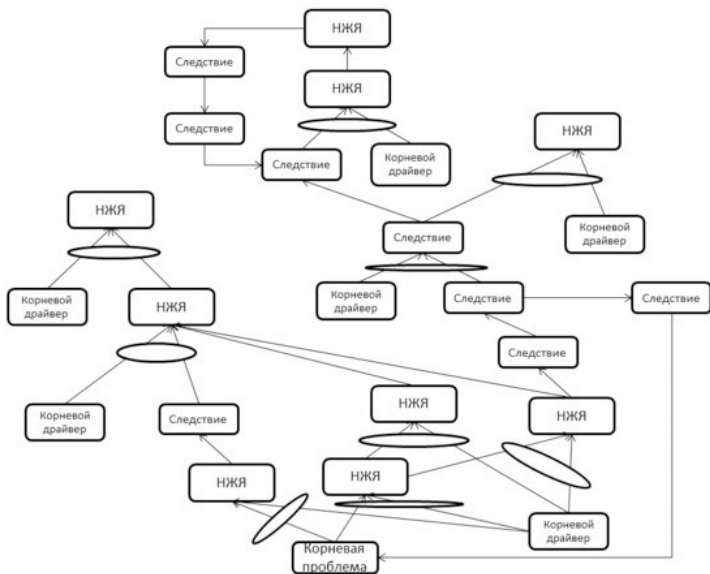 НЖЯ
Следствие
НЖЯ
Следствие
НЖЯ
Следствие
Корневой
драйвер
НЖЯ
Корневой
драйвер
Следствие
Корневой
драйвер
НЖЯ
Корневой
драйвер
Следствие
Следствие
Следствие
НЖЯ
НЖЯ
Корневой
драйвер
Следствие
НЖЯ
НЖЯ
Корневой
драйвер
Корневая
проблема